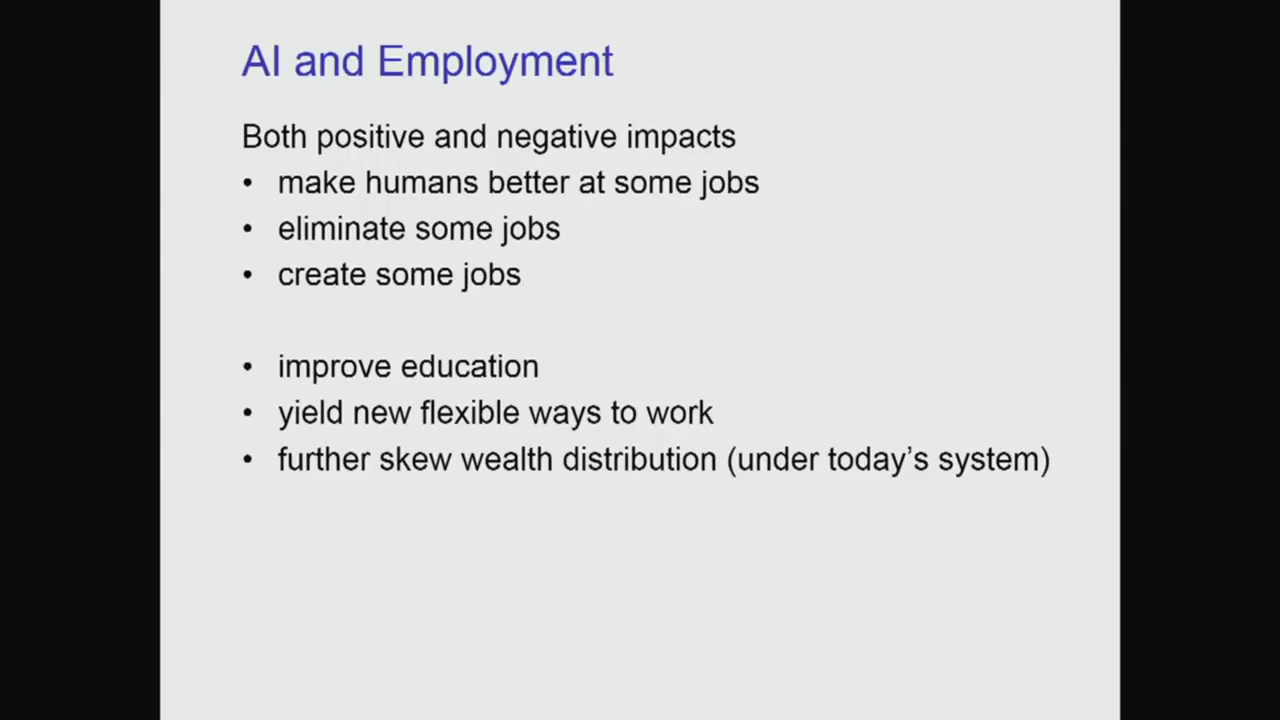 AI and Employment
Both positive and negative impacts
• make humans better at some jobs
• eliminate some jobs
• create some jobs
• improve education
• yield new flexible ways to work
• further skew wealth distribution (under today’s system)